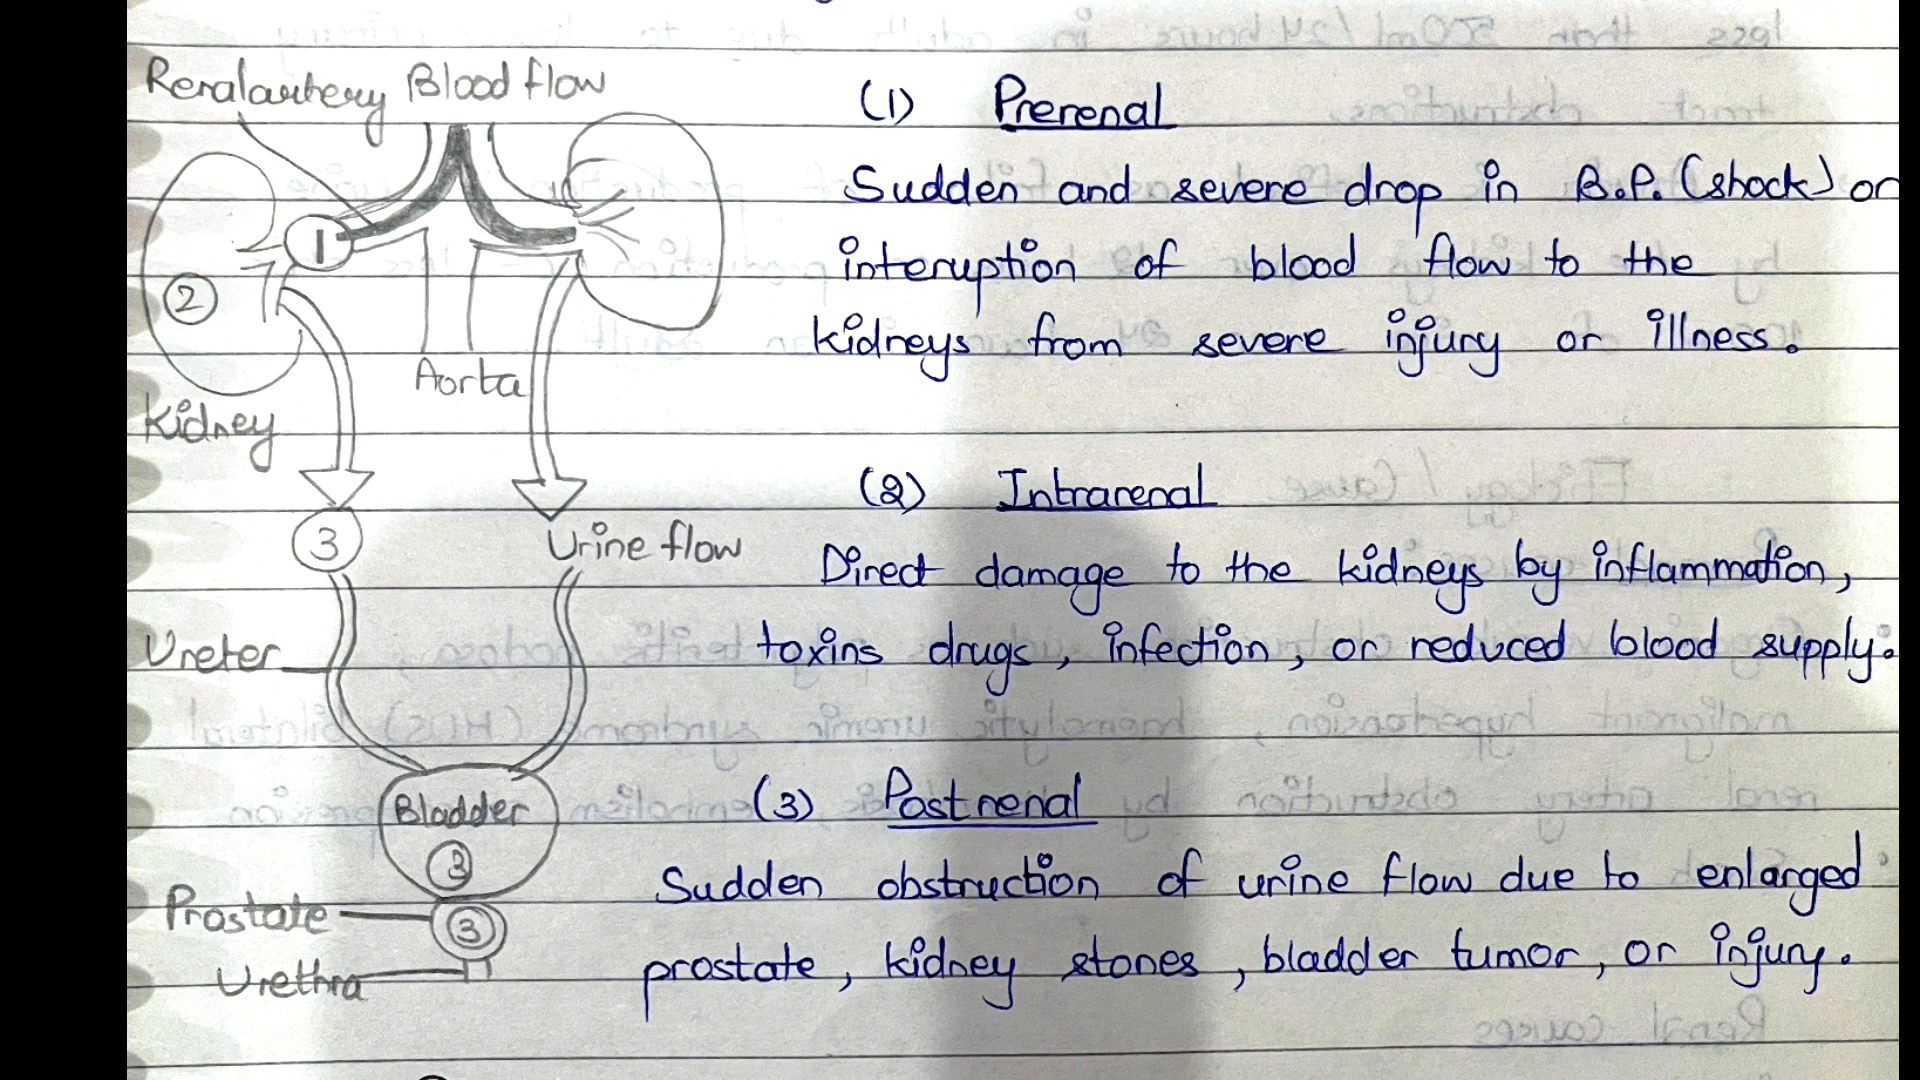 Renalartery Blood flow
(1) Prerenal
Sudden and severe drop in B.P. (shock) or
interuption of blood flow to the
kidneys from severe injury or illness.
1
2
Aorta
Kidney
(2) Intrarenal
3
Urine flow
Direct damage to the kidneys by inflammation,
Ureter
toxins drugs, infection, or reduced blood supply.
Bladder
3
(3) Postrenal
Sudden obstruction of urine flow due to enlarged
Prostate
3
prostate, kidney stones, bladder tumor, or injury.
Urethra